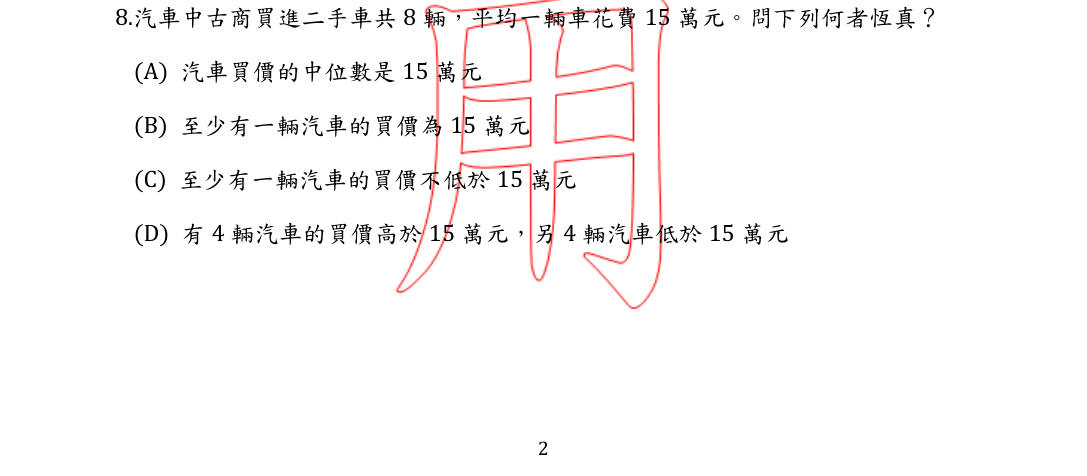 8.汽車中古商買進二手車共 8 輛，平均一輛車花費 15 萬元。問下列何者恆真？
(A) 汽車買價的中位數是 15 萬元
(B) 至少有一輛汽車的買價為 15 萬元
(C) 至少有一輛汽車的買價不低於 15 萬元
(D) 有 4 輛汽車的買價高於 15 萬元，另 4 輛汽車低於 15 萬元
用
2